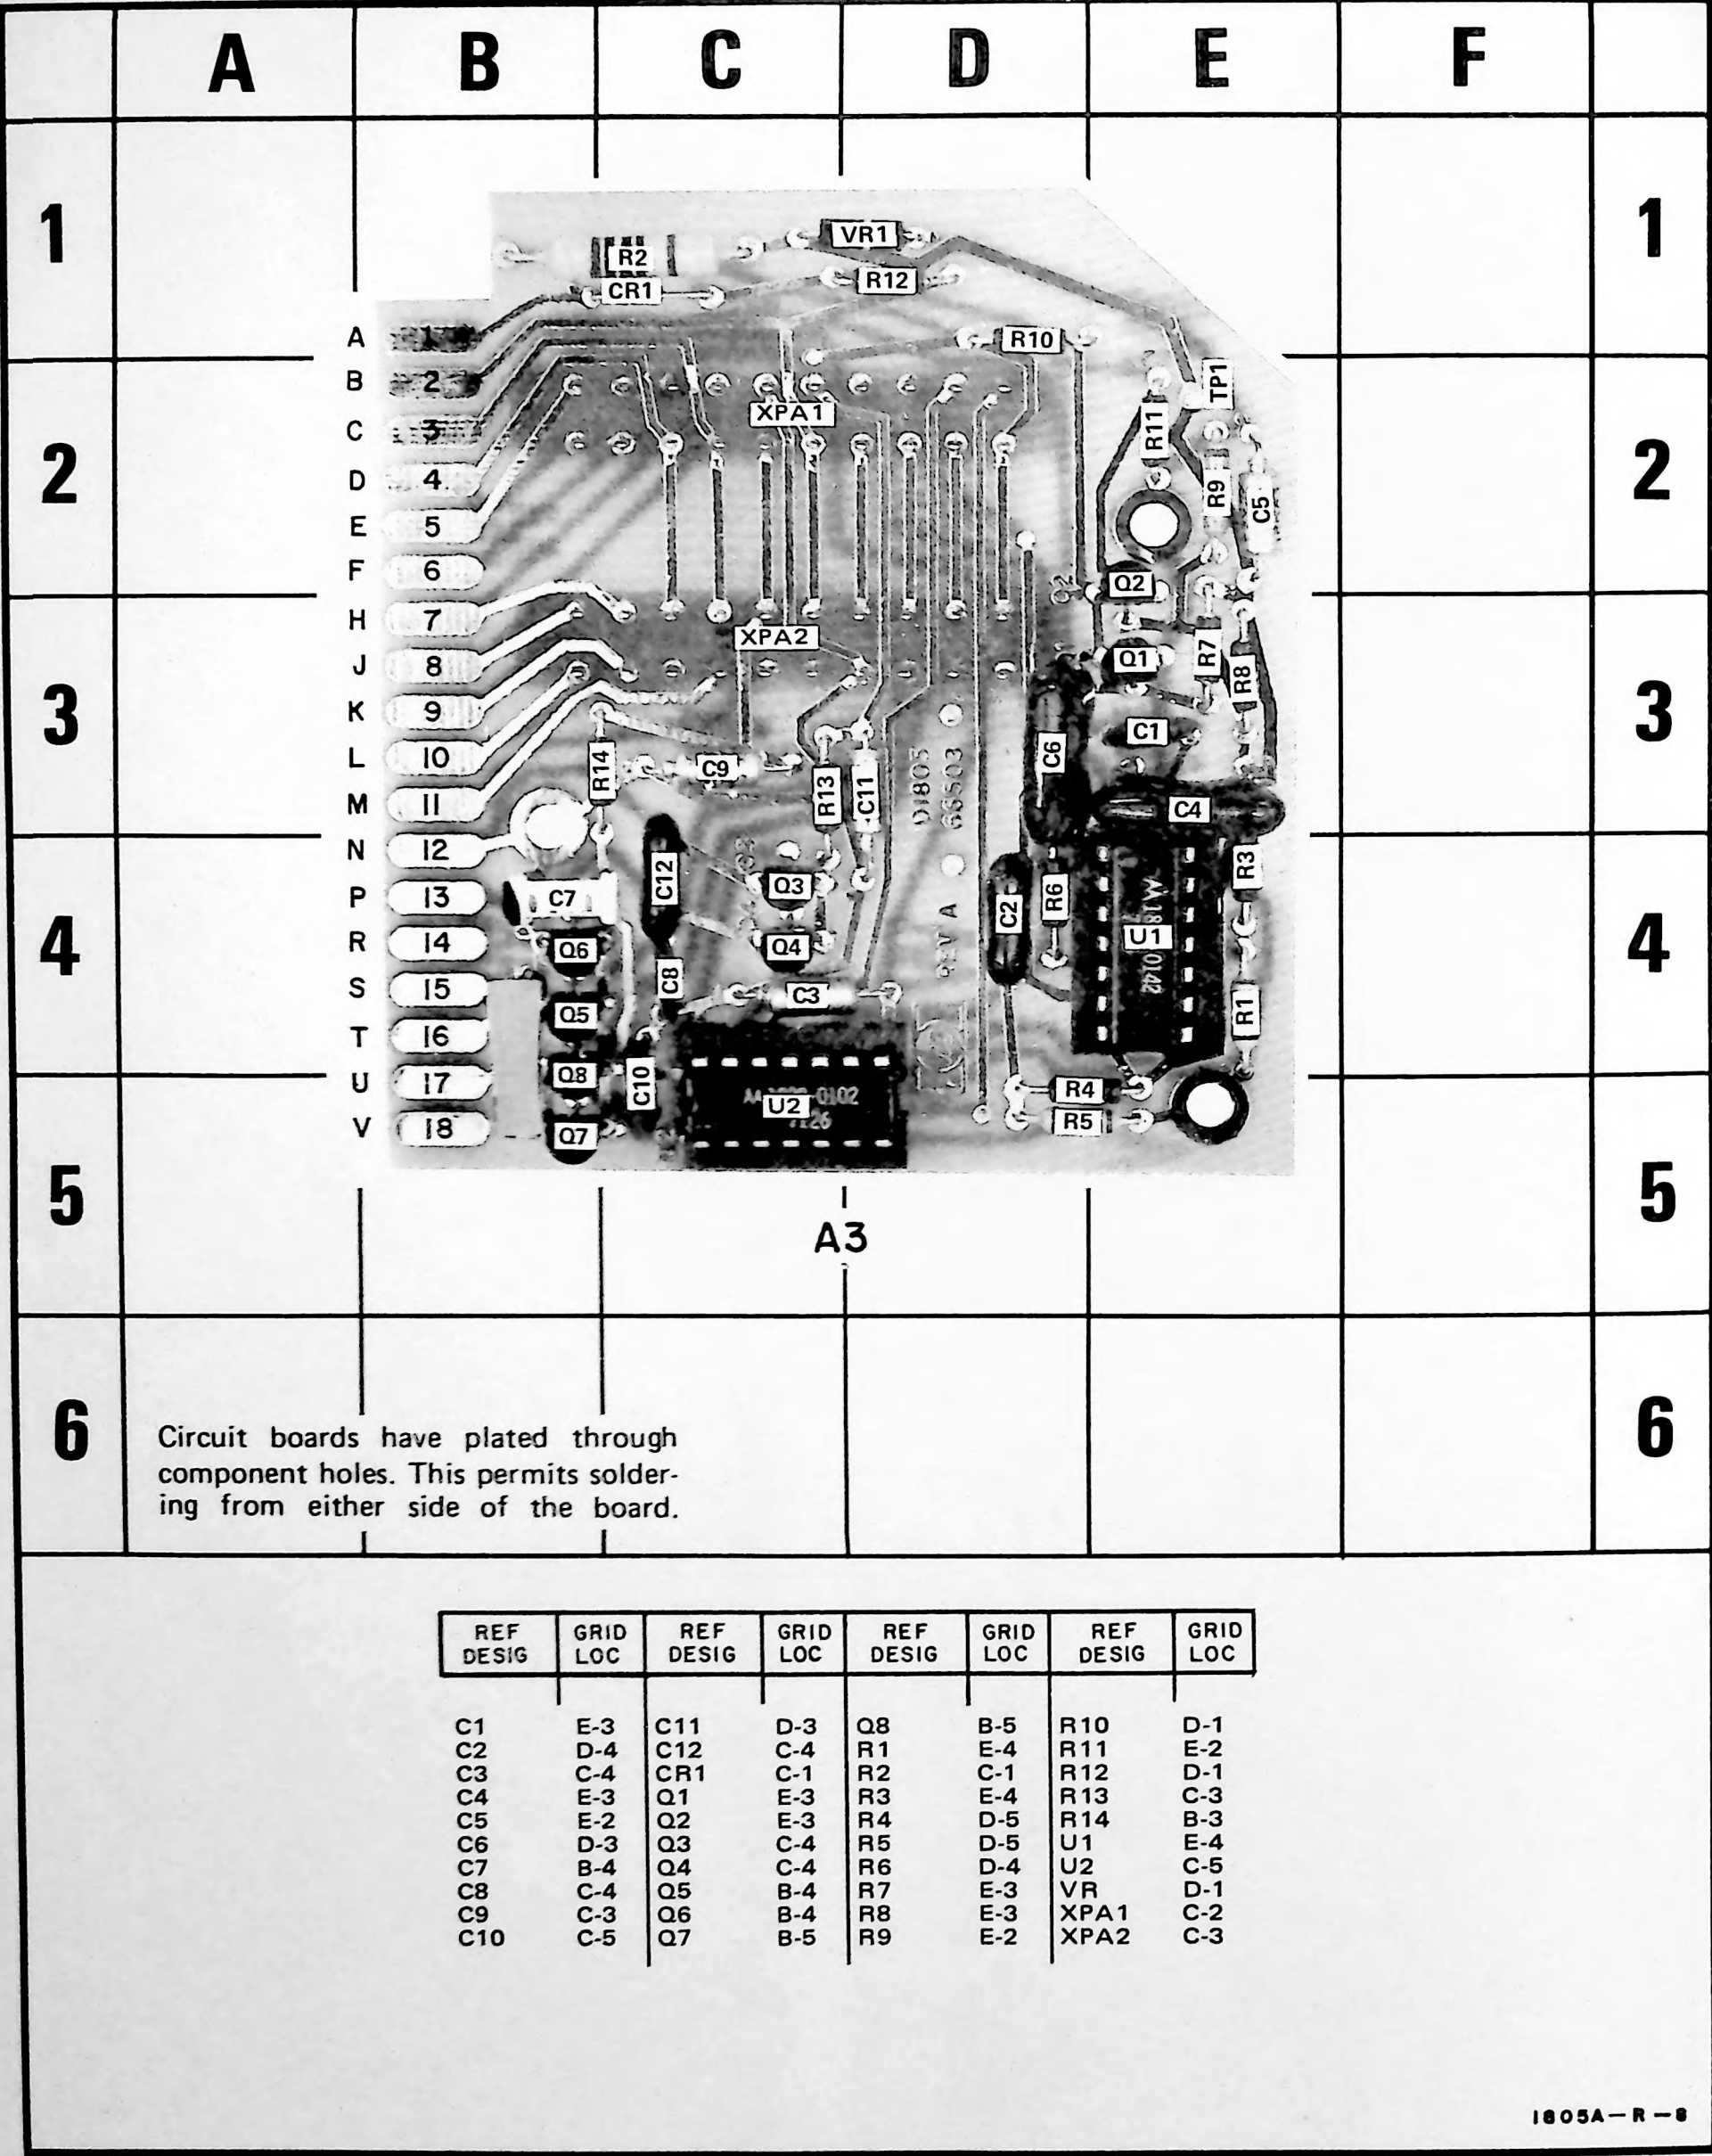 A B C D E F
1 1
VR1
R2
R12
CR1
A 1
R10
B 2
TP1
XPA1
C 3
R11
2 2
D 4
R9
C5
E 5
F 6
Q2
H 7
XPA2
J 8
Q1
R7
R8
K 9
3 3
C1
L 10
R14
C9
C6
R13
C11
D1805
66503
M 11
C4
N 12
R3
P 13
C7
C12
Q3
C2
R6
R 14
Q6
Q4
REV A
U1
4 4
S 15
C8
C3
Q5
R1
T 16
U 17
Q8
C10
R4
0102
U2
V 18
Q7
R5
5 5
A3
6 6
Circuit boards have plated through
component holes. This permits solder-
ing from either side of the board.
REF DESIG GRID LOC REF DESIG GRID LOC REF DESIG GRID LOC REF DESIG GRID LOC
C1 E-3 C11 D-3 Q8 B-5 R10 D-1
C2 D-4 C12 C-4 R1 E-4 R11 E-2
C3 C-4 CR1 C-1 R2 C-1 R12 D-1
C4 E-3 Q1 E-3 R3 E-4 R13 C-3
C5 E-2 Q2 E-3 R4 D-5 R14 B-3
C6 D-3 Q3 C-4 R5 D-5 U1 E-4
C7 B-4 Q4 C-4 R6 D-4 U2 C-5
C8 C-4 Q5 B-4 R7 E-3 VR D-1
C9 C-3 Q6 B-4 R8 E-3 XPA1 C-2
C10 C-5 Q7 B-5 R9 E-2 XPA2 C-3
1805A-R-8